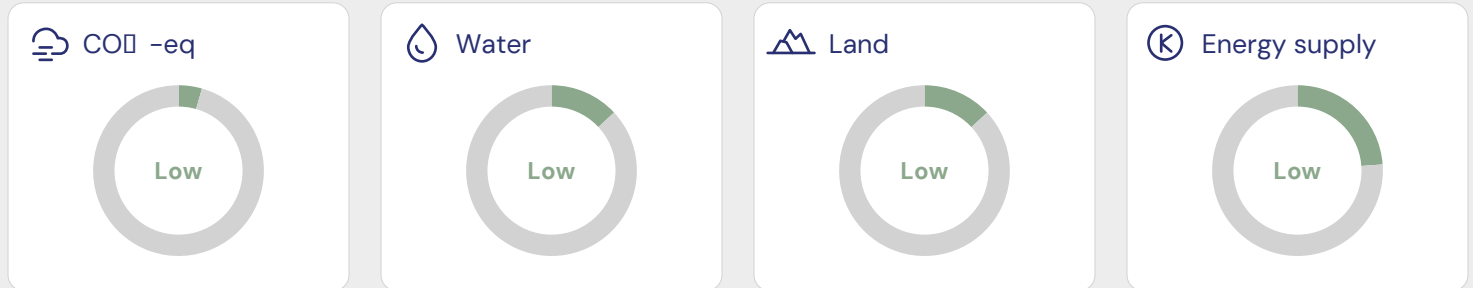 CO▯ -eq
Water
Land
Energy supply
Low
Low
Low
Low